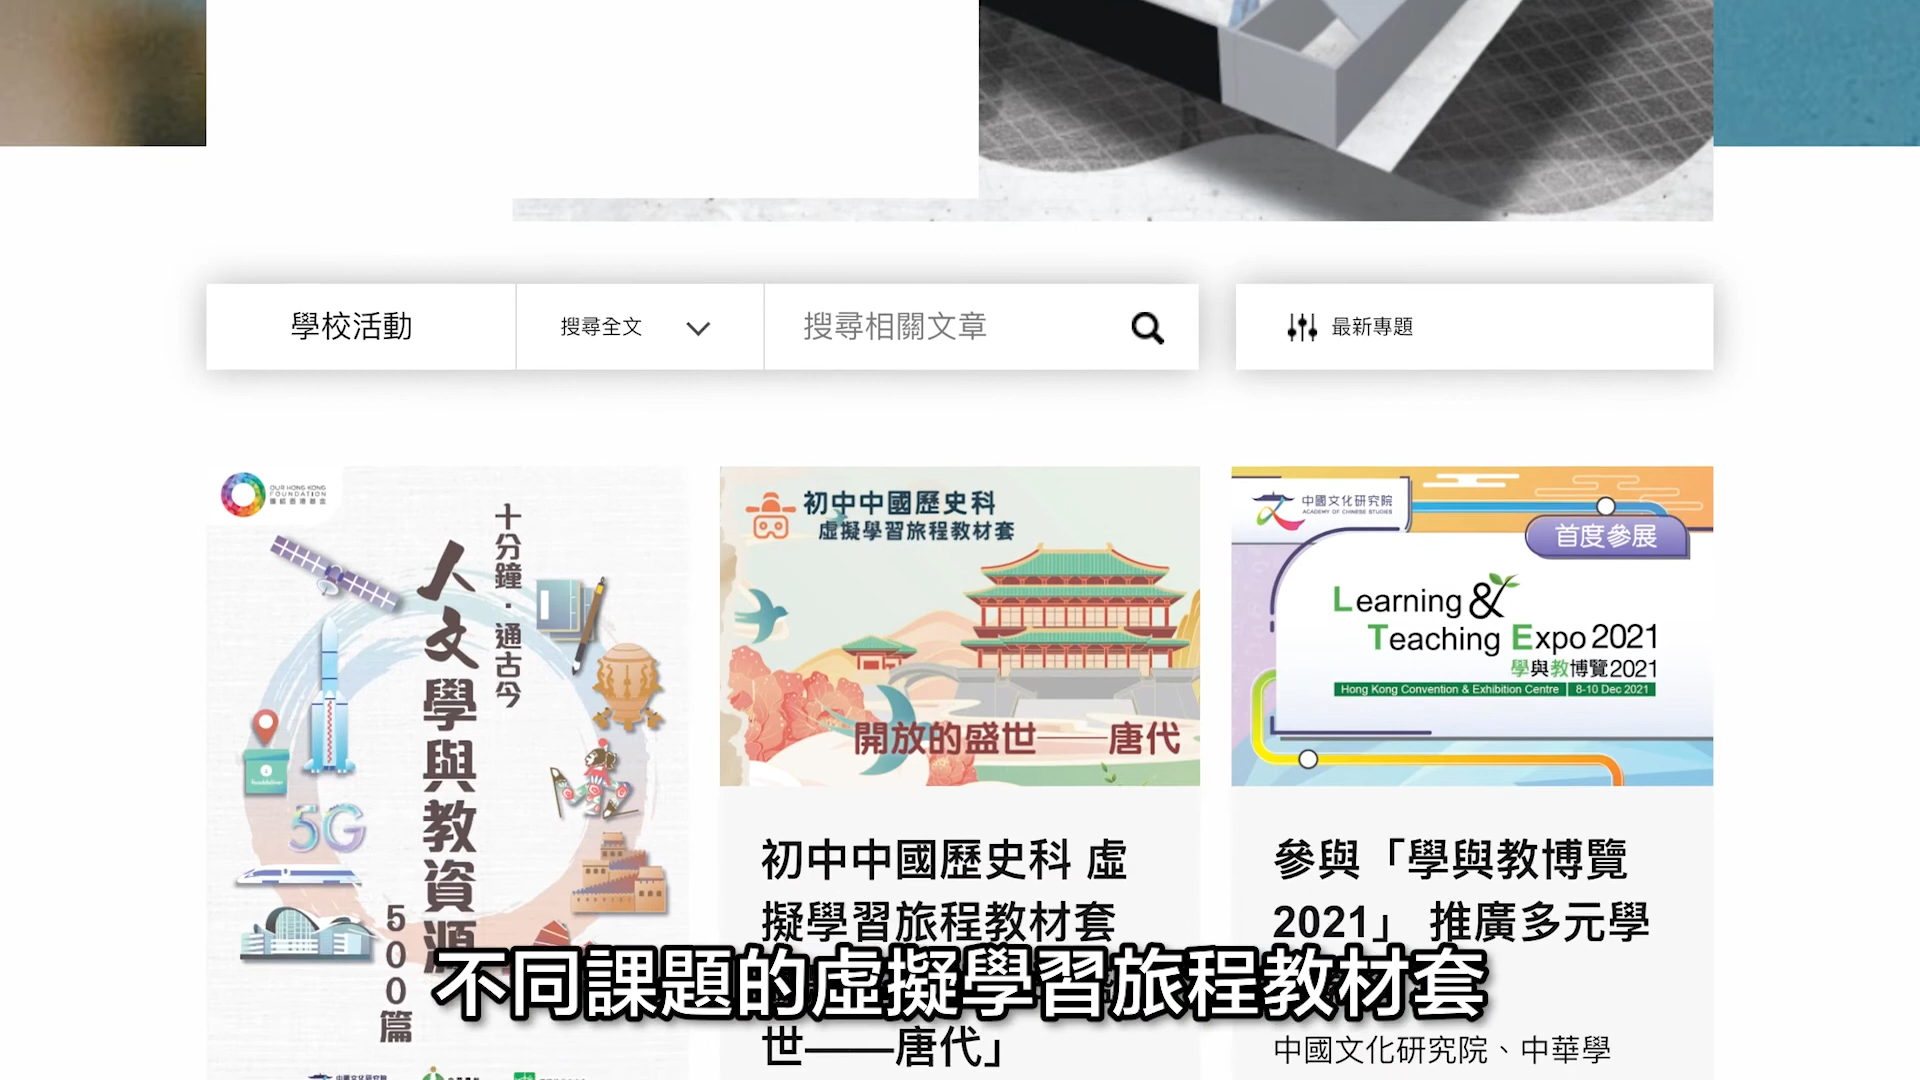 學校活動
搜尋全文
搜尋相關文章
最新專題
OUR HONG KONG
FOUNDATION
團結香港基金
十分鐘·通古今
人文學與教資源
500篇
5G
初中中國歷史科
虛擬學習旅程教材套
開放的盛世——唐代
中國文化研究院
ACADEMY OF CHINESE STUDIES
首度參展
Learning &
Teaching Expo 2021
學與教博覽2021
Hong Kong Convention & Exhibition Centre | 8-10 Dec 2021
初中中國歷史科 虛
擬學習旅程教材套
世——唐代」
參與「學與教博覽
2021」 推廣多元學
中國文化研究院、中華學
不同課題的虛擬學習旅程教材套